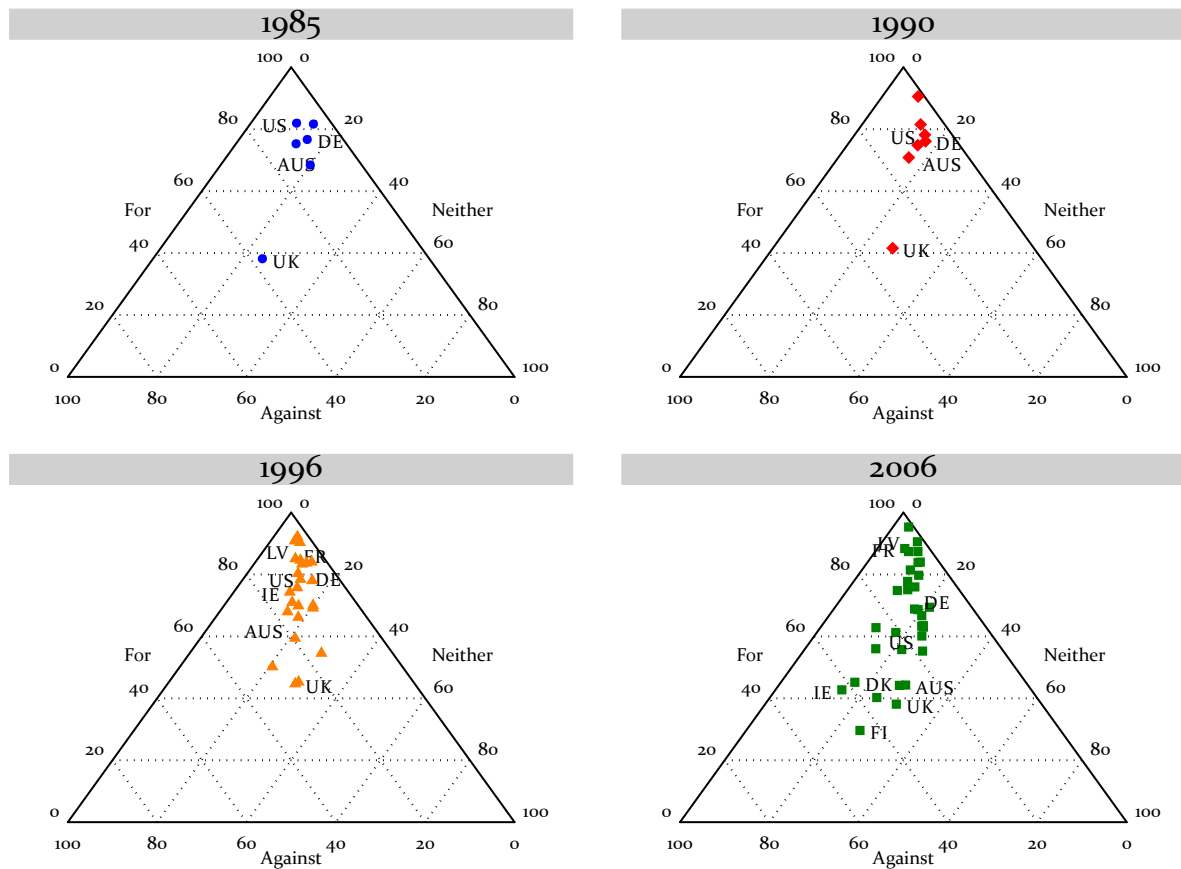 1985
1990
100 0
100 0
80 US 20
DE
80 US 20
DE
AUS
AUS
60 40
60 40
For Neither
For Neither
40 UK 60
40 UK 60
20 80
20 80
0 100
0 100
100 80 60 40 20 0
100 80 60 40 20 0
Against
Against
1996
2006
100 0
100 0
LV FR
LV
FR
80 US DE 20
80 20
IE
DE
AUS
US
60 40
60 40
For Neither
For Neither
UK
IE DK AUS
UK
40 60
40 60
FI
20 80
20 80
0 100
0 100
100 80 60 40 20 0
100 80 60 40 20 0
Against
Against